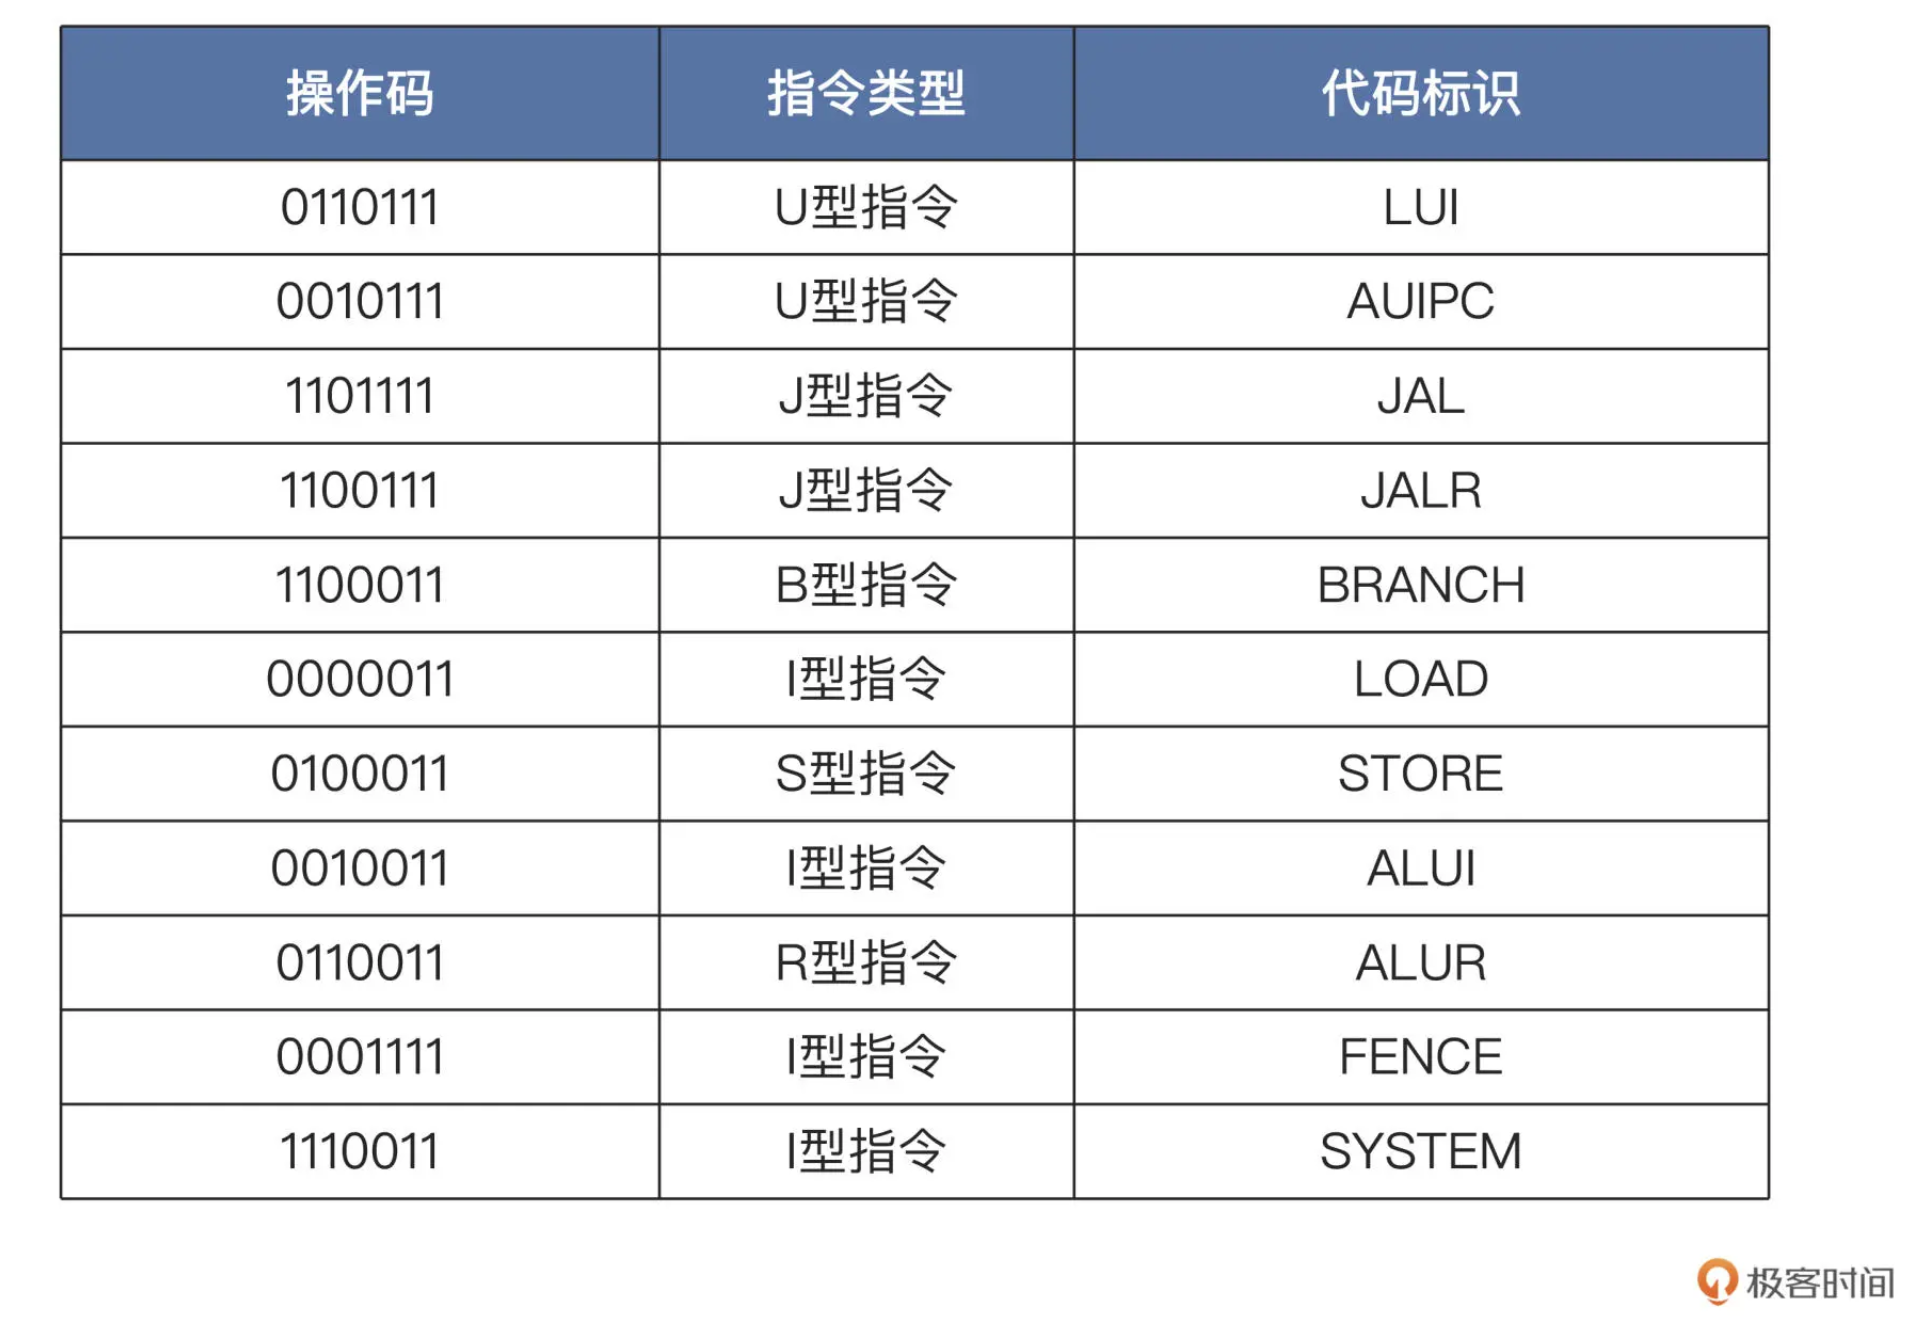 操作码 指令类型 代码标识
0110111 U型指令 LUI
0010111 U型指令 AUIPC
1101111 J型指令 JAL
1100111 J型指令 JALR
1100011 B型指令 BRANCH
0000011 I型指令 LOAD
0100011 S型指令 STORE
0010011 I型指令 ALUI
0110011 R型指令 ALUR
0001111 I型指令 FENCE
1110011 I型指令 SYSTEM
极客时间